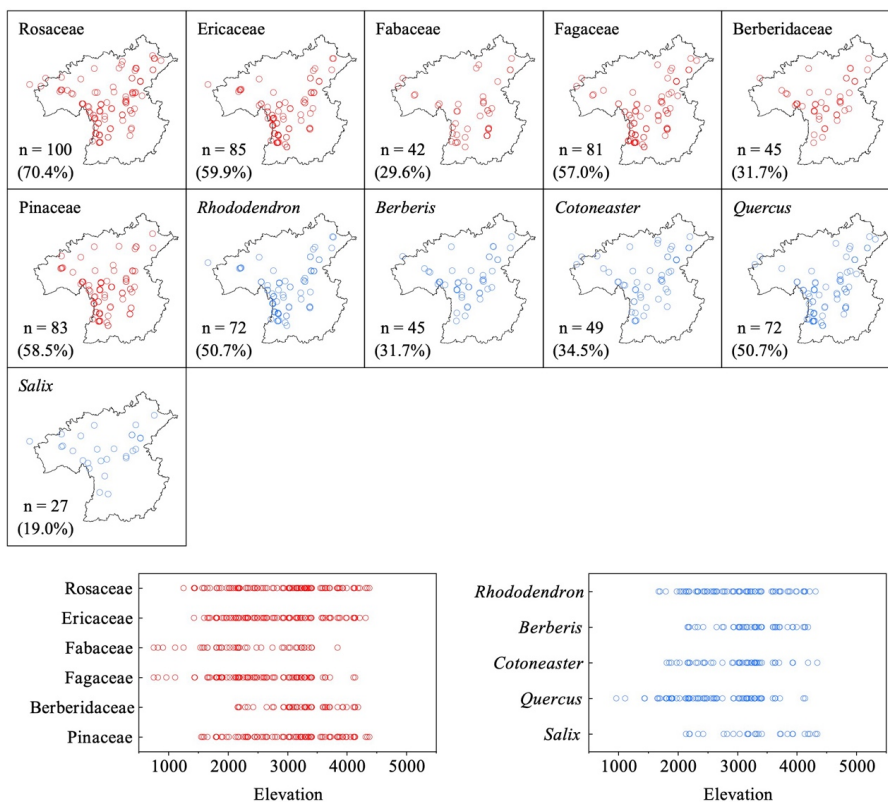 Rosaceae
n = 100
(70.4%)
Ericaceae
n = 85
(59.9%)
Fabaceae
n = 42
(29.6%)
Fagaceae
n = 81
(57.0%)
Berberidaceae
n = 45
(31.7%)
Pinaceae
n = 83
(58.5%)
Rhododendron
n = 72
(50.7%)
Berberis
n = 45
(31.7%)
Cotoneaster
n = 49
(34.5%)
Quercus
n = 72
(50.7%)
Salix
n = 27
(19.0%)
Rosaceae
Ericaceae
Fabaceae
Fagaceae
Berberidaceae
Pinaceae
1000 2000 3000 4000 5000
Elevation
Rhododendron
Berberis
Cotoneaster
Quercus
Salix
1000 2000 3000 4000 5000
Elevation